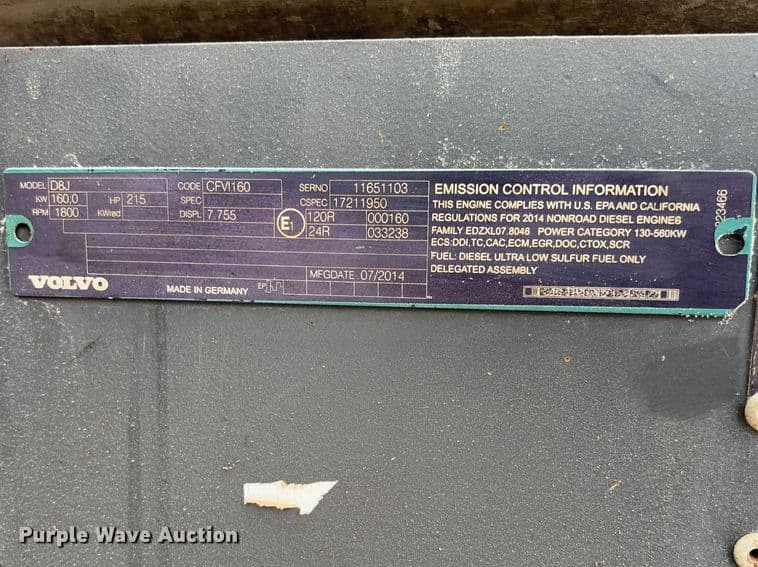 MODEL D8J CODE CFVI160 SERNO 11651103
KW 160,0 HP 215 SPEC CSPEC 17211950
RPM 1800 KWred DISPL 7.755 E1 120R 000160
24R 033238
MFGDATE 07/2014
VOLVO MADE IN GERMANY EP
EMISSION CONTROL INFORMATION
THIS ENGINE COMPLIES WITH U.S. EPA AND CALIFORNIA
REGULATIONS FOR 2014 NONROAD DIESEL ENGINES
FAMILY EDZXL07.8046 POWER CATEGORY 130-560KW
ECS:DDI,TC,CAC,ECM,EGR,DOC,CTOX,SCR
FUEL: DIESEL ULTRA LOW SULFUR FUEL ONLY
DELEGATED ASSEMBLY
23466
Purple Wave Auction